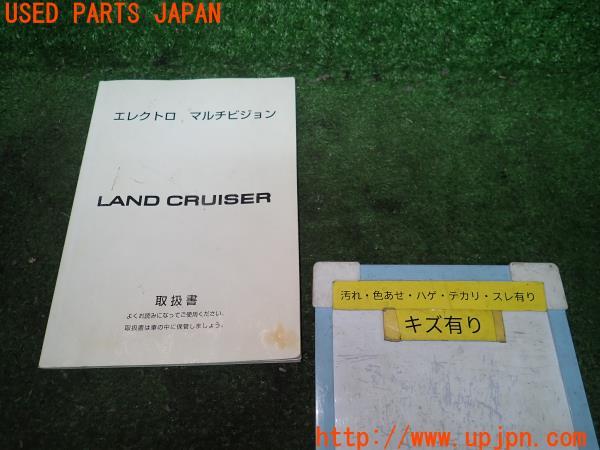 USED PARTS JAPAN
エレクトロ マルチビジョン
LAND CRUISER
取扱書
よくお読みになってご使用ください。
取扱書は車の中に保管しましょう。
汚れ・色あせ・ハゲ・テカリ・スレ有り
キズ有り
http://www.upjpn.com